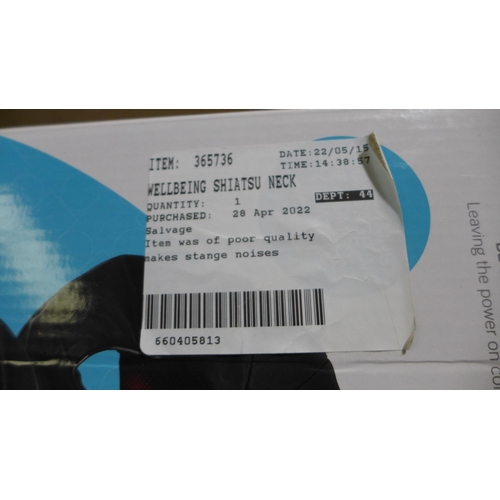 ITEM: 365736 DATE:22/05/15
TIME:14:38:57
WELLBEING SHIATSU NECK
QUANTITY: 1 DEPT: 44
PURCHASED: 28 Apr 2022
Salvage
Item was of poor quality
makes stange noises
660405813
Leaving the power on